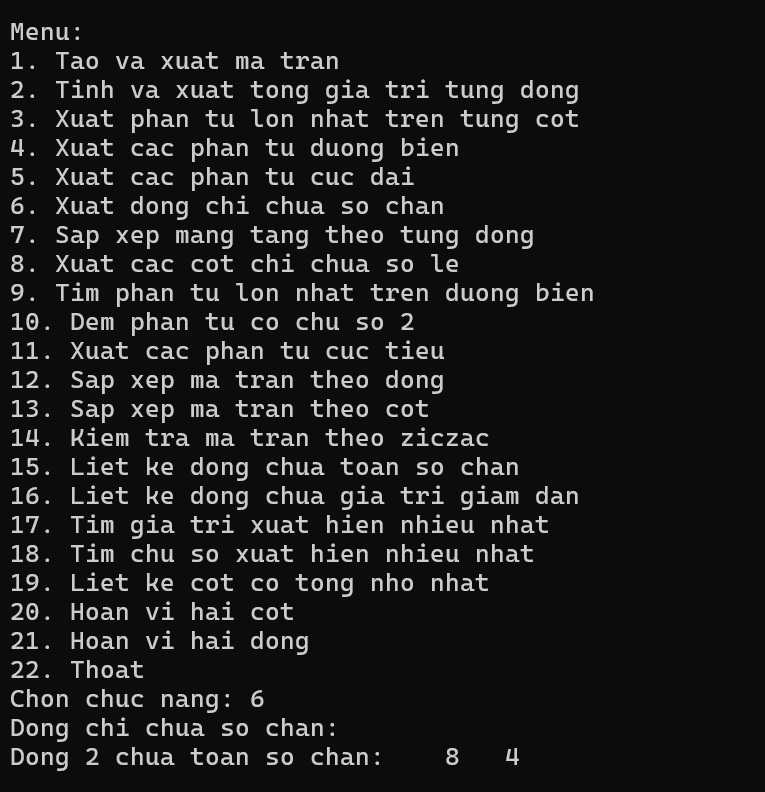 Menu:
1. Tao va xuat ma tran
2. Tinh va xuat tong gia tri tung dong
3. Xuat phan tu lon nhat tren tung cot
4. Xuat cac phan tu duong bien
5. Xuat cac phan tu cuc dai
6. Xuat dong chi chua so chan
7. Sap xep mang tang theo tung dong
8. Xuat cac cot chi chua so le
9. Tim phan tu lon nhat tren duong bien
10. Dem phan tu co chu so 2
11. Xuat cac phan tu cuc tieu
12. Sap xep ma tran theo dong
13. Sap xep ma tran theo cot
14. Kiem tra ma tran theo ziczac
15. Liet ke dong chua toan so chan
16. Liet ke dong chua gia tri giam dan
17. Tim gia tri xuat hien nhieu nhat
18. Tim chu so xuat hien nhieu nhat
19. Liet ke cot co tong nho nhat
20. Hoan vi hai cot
21. Hoan vi hai dong
22. Thoat
Chon chuc nang: 6
Dong chi chua so chan:
Dong 2 chua toan so chan:    8   4